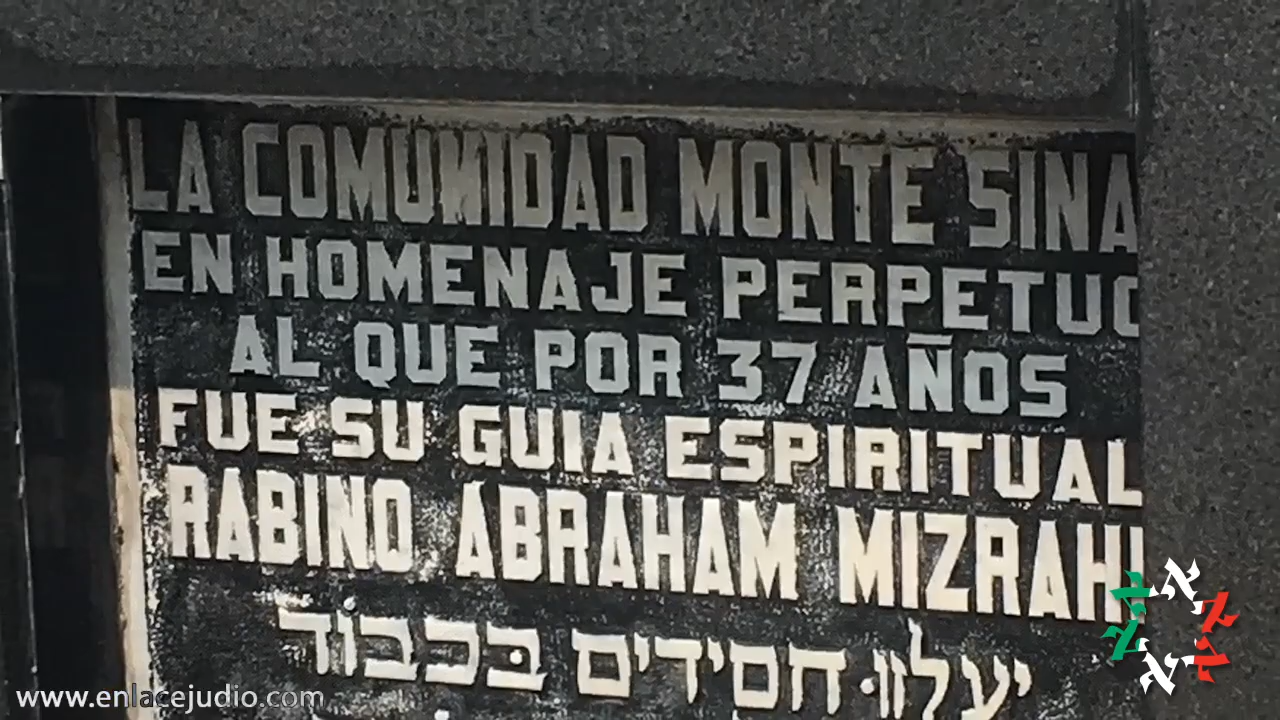 LA COMUNIDAD MONTE SINA
EN HOMENAJE PERPETUO
AL QUE POR 37 AÑOS
FUE SU GUIA ESPIRITUAL
RABINO ABRAHAM MIZRAHI
יעלזו חסידים בכבוד
www.enlacejudio.com